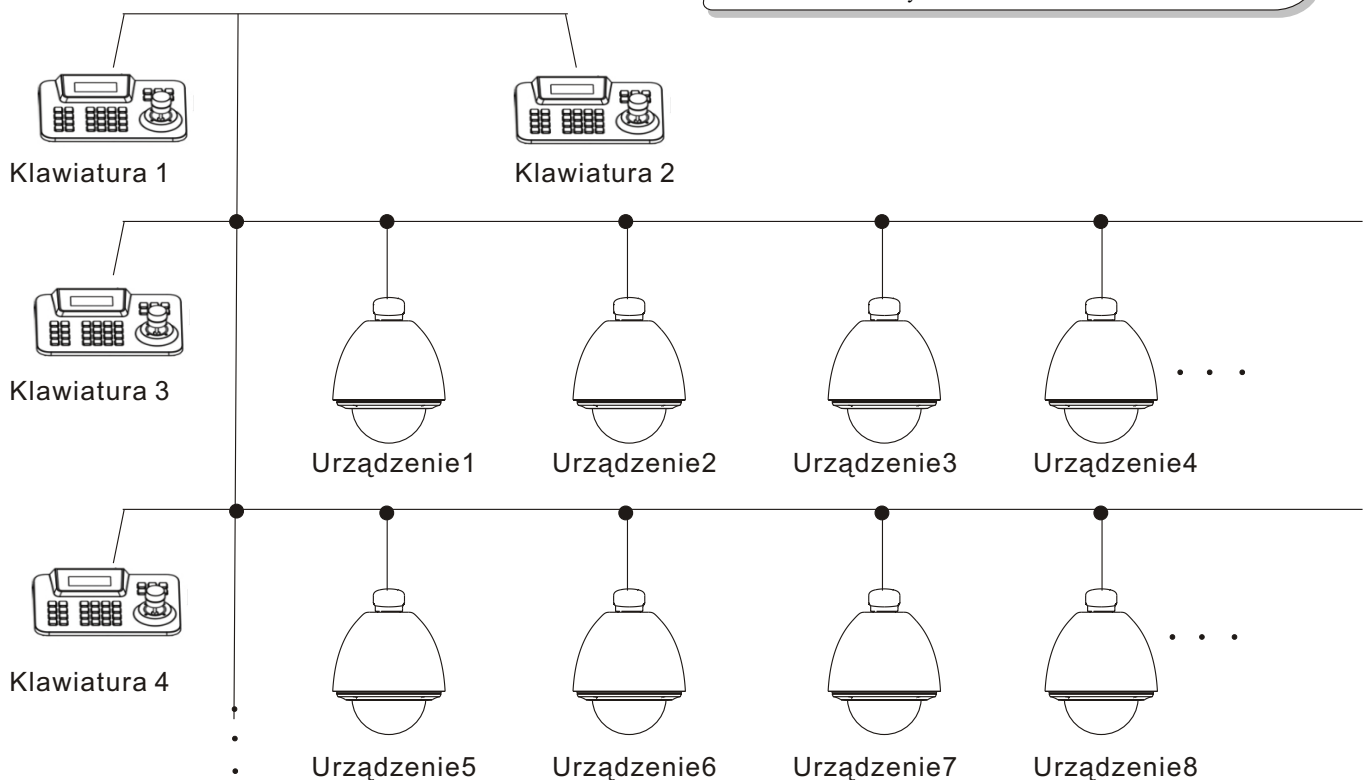 Klawiatura 1
Klawiatura 2
Klawiatura 3
Urządzenie1
Urządzenie2
Urządzenie3
Urządzenie4
Klawiatura 4
Urządzenie5
Urządzenie6
Urządzenie7
Urządzenie8